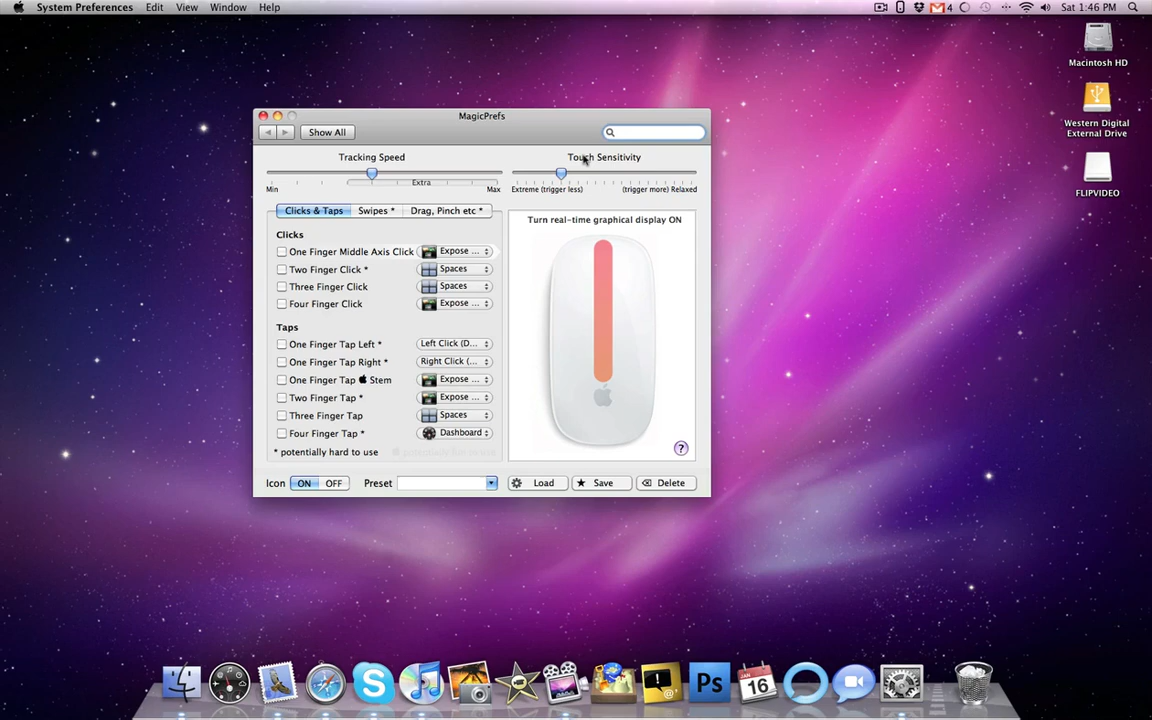 System Preferences Edit View Window Help 4 Sat 1:46 PM
Macintosh HD
Western Digital
External Drive
FLIPVIDEO
MagicPrefs
Show All
Tracking Speed
Extra
Min Max
Touch Sensitivity
Extreme (trigger less) (trigger more) Relaxed
Clicks & Taps Swipes * Drag, Pinch etc *
Clicks
One Finger Middle Axis Click Expose ...
Two Finger Click * Spaces
Three Finger Click Spaces
Four Finger Click Expose ...
Taps
One Finger Tap Left * Left Click (D...
One Finger Tap Right * Right Click (...
One Finger Tap Stem Expose ...
Two Finger Tap * Expose ...
Three Finger Tap Spaces
Four Finger Tap * Dashboard
* potentially hard to use
Turn real-time graphical display ON
?
Icon ON OFF Preset Load Save Delete
Ps
JAN
16